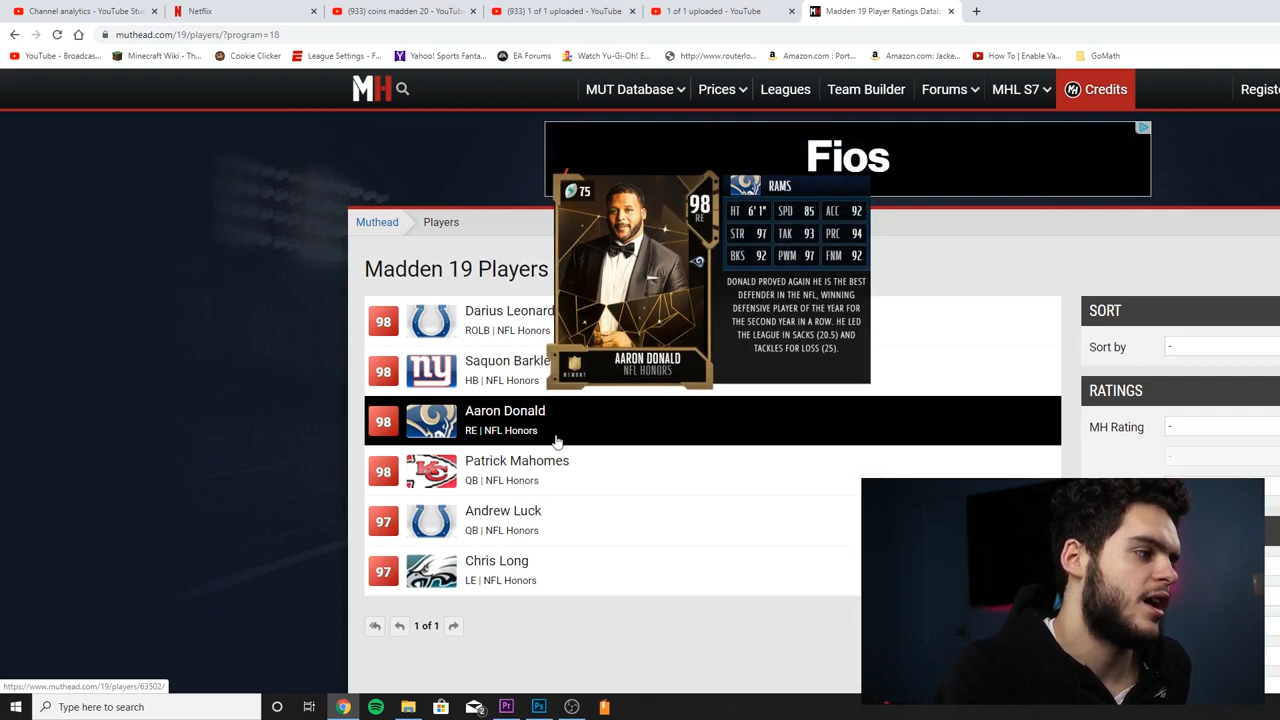 Channel analytics - YouTube Stu
Netflix
(933) coins madden 20 - YouTub
(933) 1 of 1 uploaded - YouTube
1 of 1 uploaded - YouTube
Madden 19 Player Ratings Datab
muthead.com/19/players/?program=18
YouTube - Broadcas...
Minecraft Wiki - Th...
Cookie Clicker
League Settings - F...
Yahoo! Sports Fanta...
EA Forums
Watch Yu-Gi-Oh! E...
http://www.routerlo...
Amazon.com : Port...
Amazon.com: Jacke...
How To | Enable Va...
GoMath
MH
MUT Database
Prices
Leagues
Team Builder
Forums
MHL S7
MH Credits
Regist
Fios
Muthead
Players
Madden 19 Players
75
98
RE
AARON DONALD
NFL HONORS
HONORS
RAMS
HT 6' 1" SPD 85 ACC 92
STR 97 TAK 93 PRC 94
BKS 92 PWM 97 FNM 92
DONALD PROVED AGAIN HE IS THE BEST
DEFENDER IN THE NFL, WINNING
DEFENSIVE PLAYER OF THE YEAR FOR
THE SECOND YEAR IN A ROW. HE LED
THE LEAGUE IN SACKS (20.5) AND
TACKLES FOR LOSS (25).
98
Darius Leonard
ROLB | NFL Honors
98
ny
Saquon Barkle
HB | NFL Honors
98
Aaron Donald
RE | NFL Honors
98
KC
Patrick Mahomes
QB | NFL Honors
97
Andrew Luck
QB | NFL Honors
97
Chris Long
LE | NFL Honors
1 of 1
SORT
Sort by
-
RATINGS
MH Rating
-
-
https://www.muthead.com/19/players/63502/
Type here to search
Pr
Ps